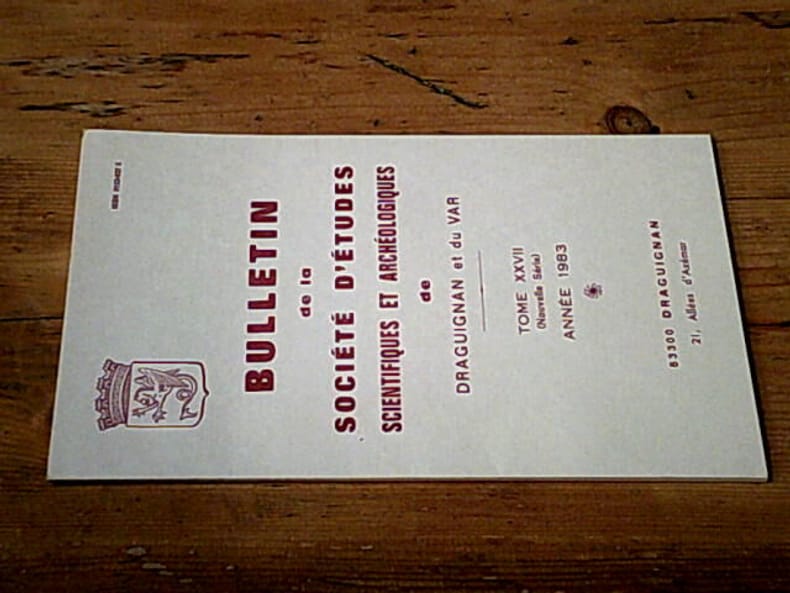 BULLETIN
de la
SOCIÉTÉ D'ÉTUDES
SCIENTIFIQUES ET ARCHÉOLOGIQUES
de
DRAGUIGNAN et du VAR
TOME XXVII
(Nouvelle Série)
ANNÉE 1983
83300 DRAGUIGNAN
21, Allées d'Azémar